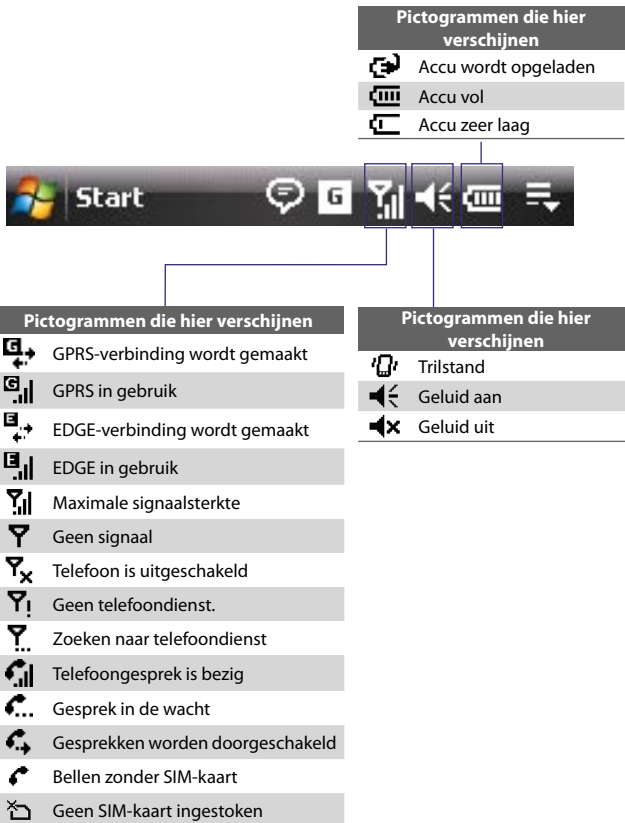 Pictogrammen die hier
verschijnen
Accu wordt opgeladen
Accu vol
Accu zeer laag
Start
G
Pictogrammen die hier verschijnen
GPRS-verbinding wordt gemaakt
GPRS in gebruik
EDGE-verbinding wordt gemaakt
EDGE in gebruik
Maximale signaalsterkte
Geen signaal
Telefoon is uitgeschakeld
Geen telefoondienst.
Zoeken naar telefoondienst
Telefoongesprek is bezig
Gesprek in de wacht
Gesprekken worden doorgeschakeld
Bellen zonder SIM-kaart
Geen SIM-kaart ingestoken
Pictogrammen die hier
verschijnen
Trilstand
Geluid aan
Geluid uit